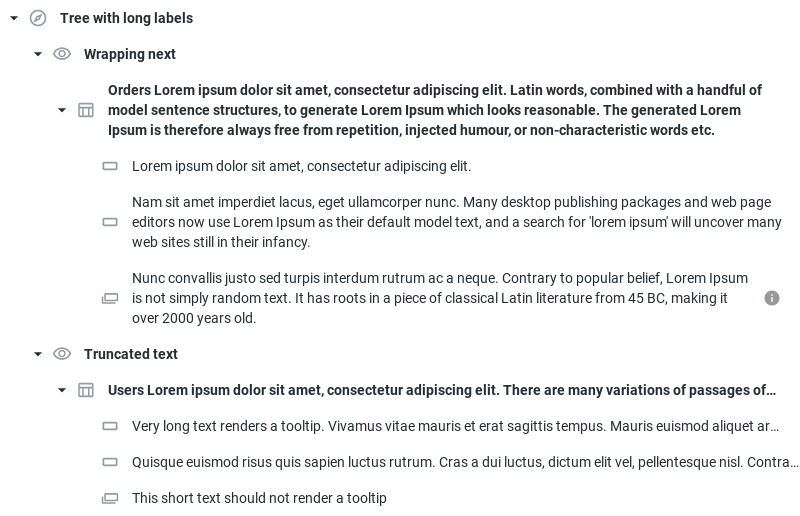 Tree with long labels
Wrapping next
Orders Lorem ipsum dolor sit amet, consectetur adipiscing elit. Latin words, combined with a handful of
model sentence structures, to generate Lorem Ipsum which looks reasonable. The generated Lorem
Ipsum is therefore always free from repetition, injected humour, or non-characteristic words etc.
Lorem ipsum dolor sit amet, consectetur adipiscing elit.
Nam sit amet imperdiet lacus, eget ullamcorper nunc. Many desktop publishing packages and web page
editors now use Lorem Ipsum as their default model text, and a search for 'lorem ipsum' will uncover many
web sites still in their infancy.
Nunc convallis justo sed turpis interdum rutrum ac a neque. Contrary to popular belief, Lorem Ipsum
is not simply random text. It has roots in a piece of classical Latin literature from 45 BC, making it
over 2000 years old.
Truncated text
Users Lorem ipsum dolor sit amet, consectetur adipiscing elit. There are many variations of passages of...
Very long text renders a tooltip. Vivamus vitae mauris et erat sagittis tempus. Mauris euismod aliquet ar...
Quisque euismod risus quis sapien luctus rutrum. Cras a dui luctus, dictum elit vel, pellentesque nisl. Contra...
This short text should not render a tooltip